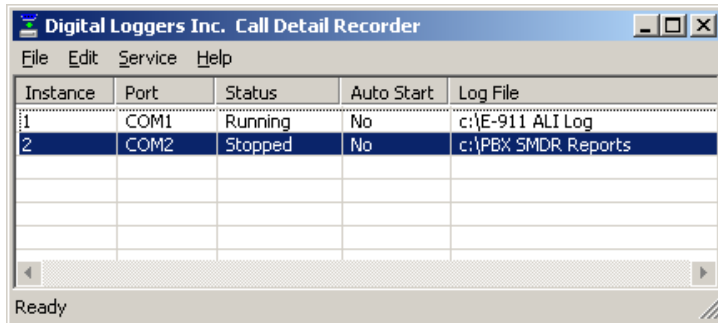 Digital Loggers Inc. Call Detail Recorder
File Edit Service Help
Instance Port Status Auto Start Log File
1 COM1 Running No c:\E-911 ALI Log
2 COM2 Stopped No c:\PBX SMDR Reports
Ready